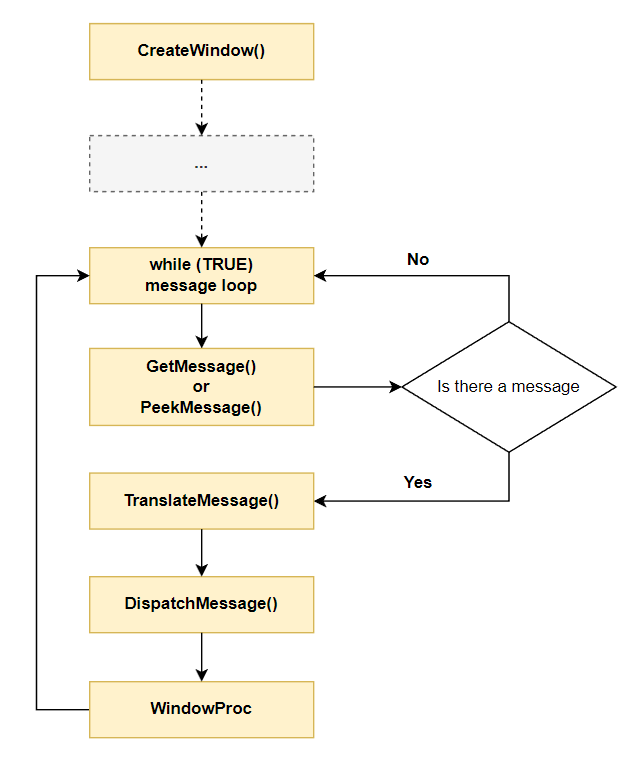 CreateWindow()
...
while (TRUE)
message loop
No
GetMessage()
or
PeekMessage()
Is there a message
Yes
TranslateMessage()
DispatchMessage()
WindowProc